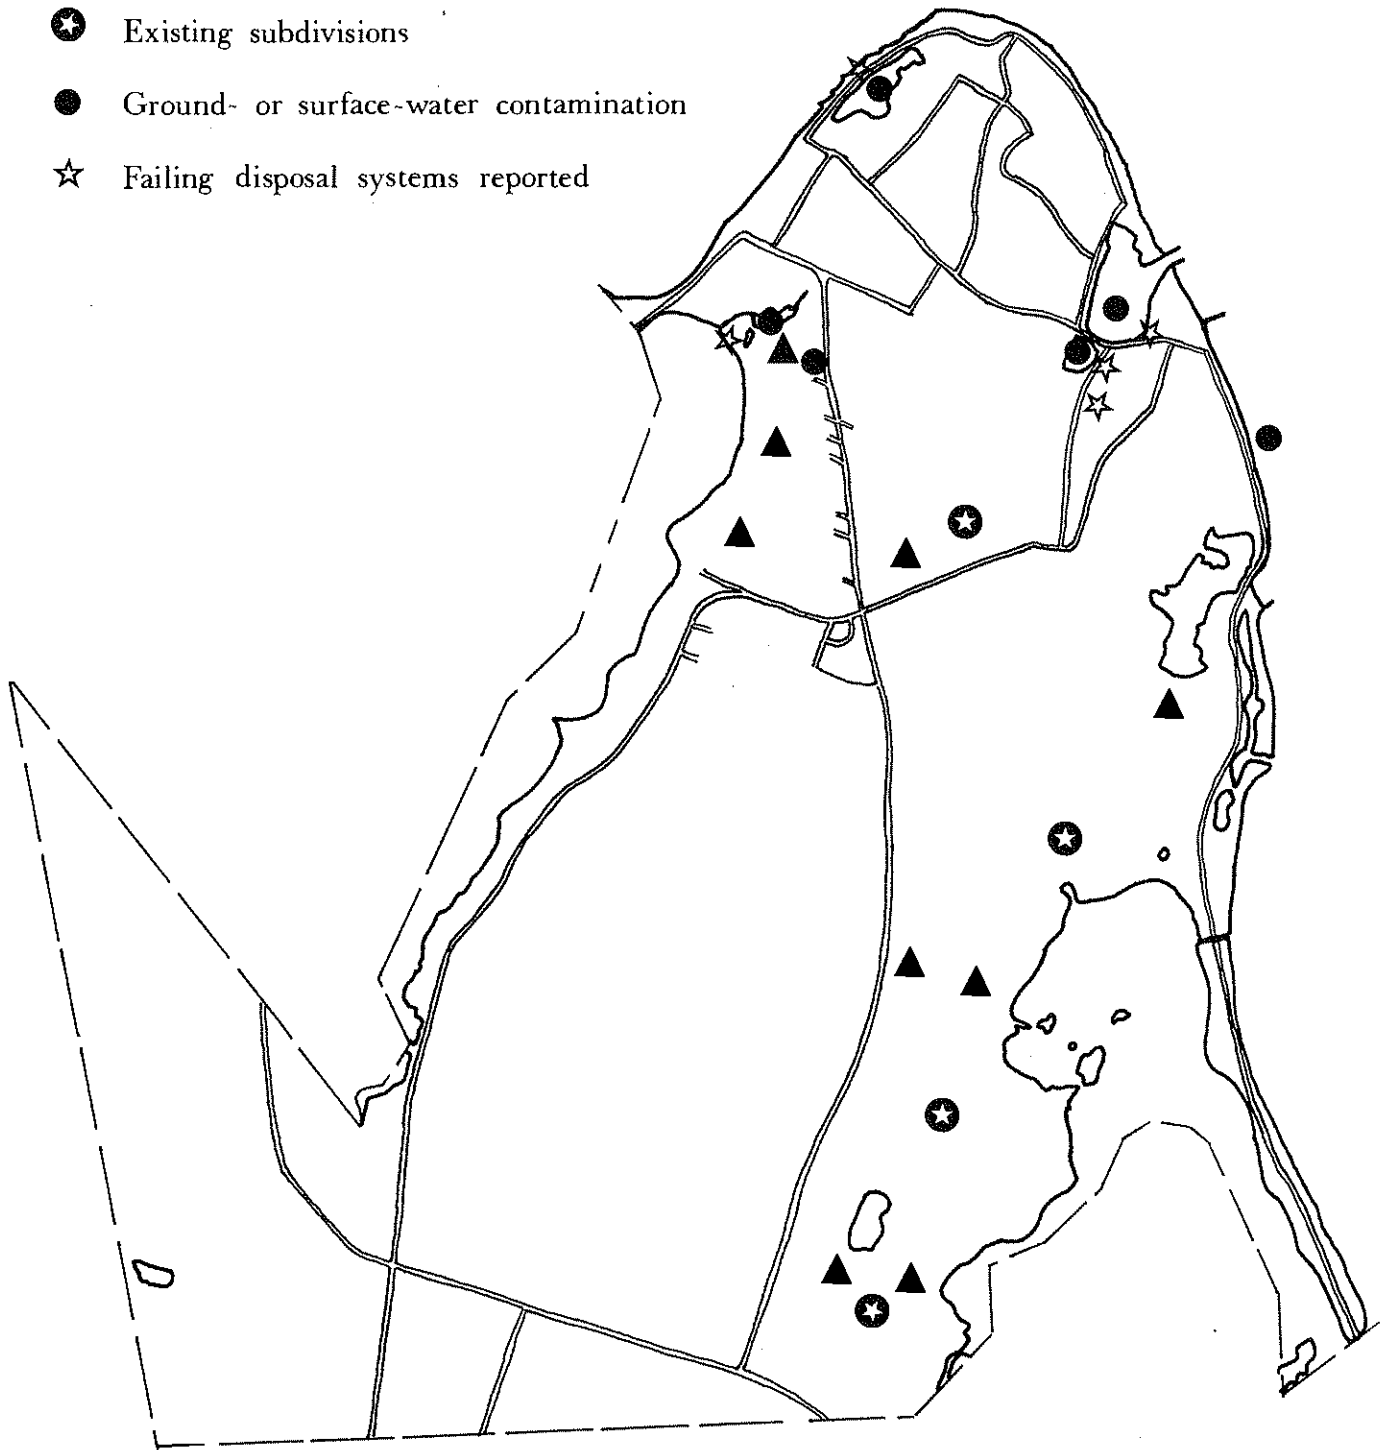 Existing subdivisions
Ground- or surface-water contamination
Failing disposal systems reported